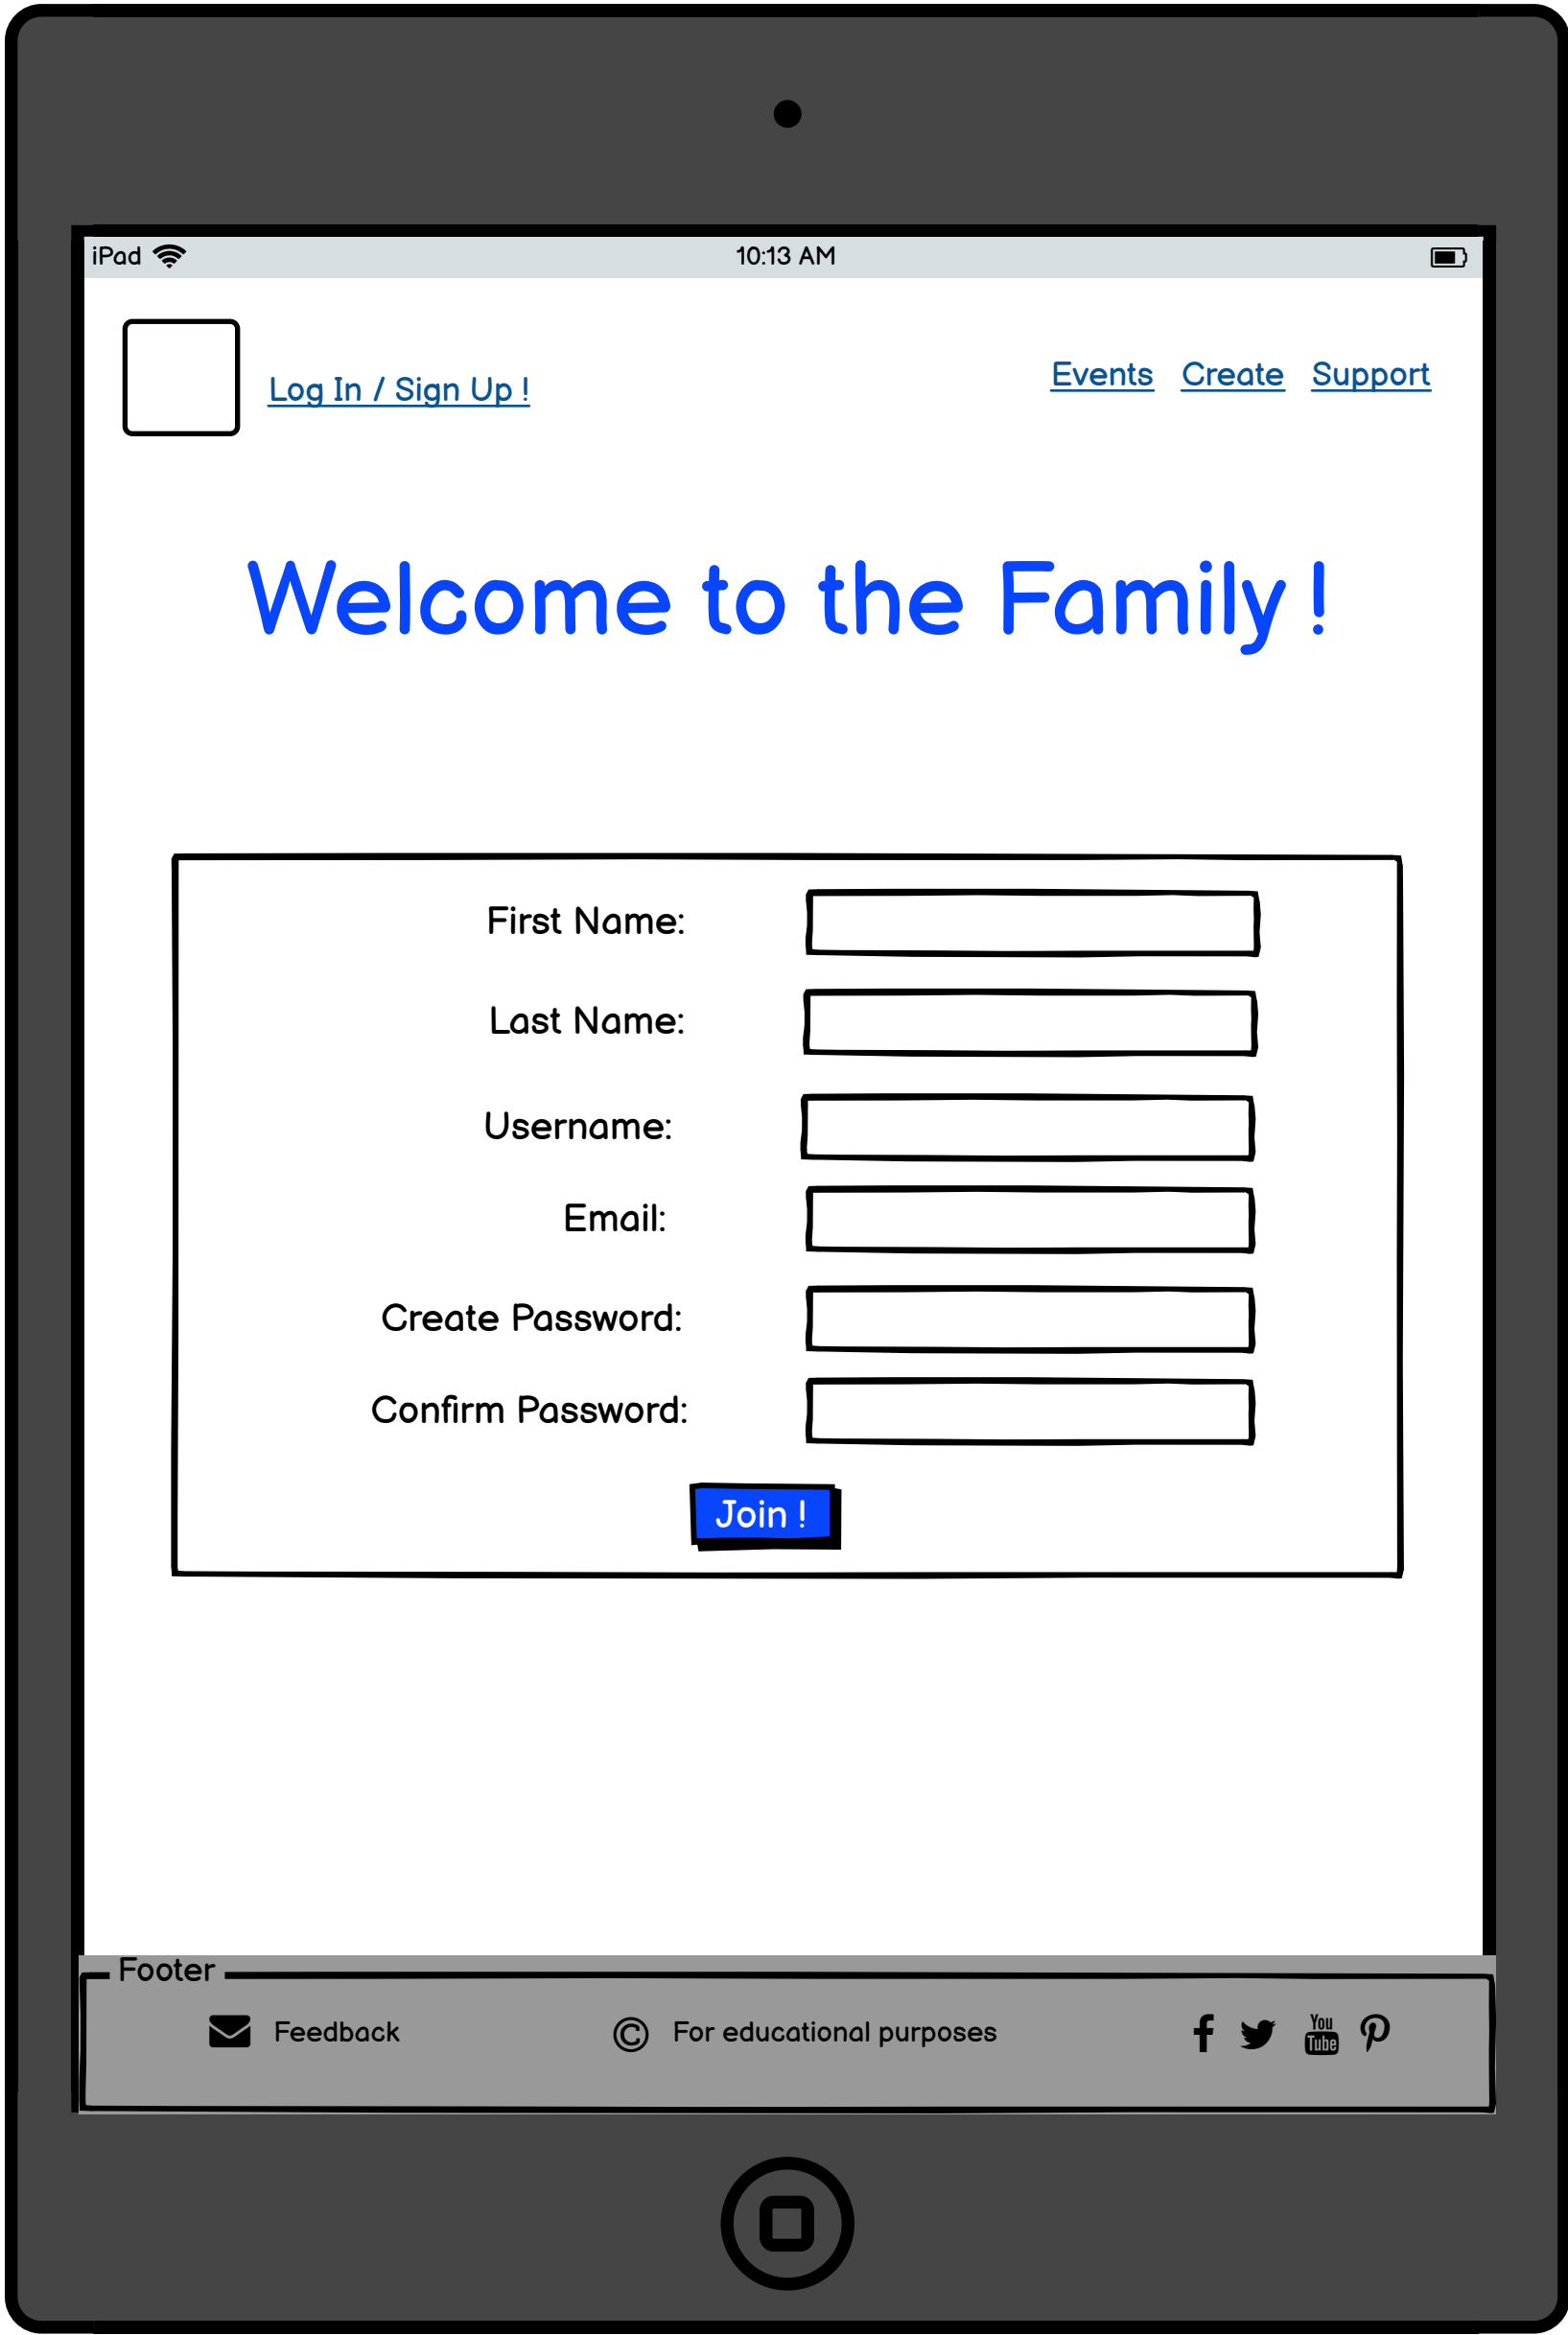 iPad 10:13 AM
Log In / Sign Up ! Events Create Support
Welcome to the Family !
First Name:
Last Name:
Username:
Email:
Create Password:
Confirm Password:
Join !
Footer
Feedback © For educational purposes You Tube